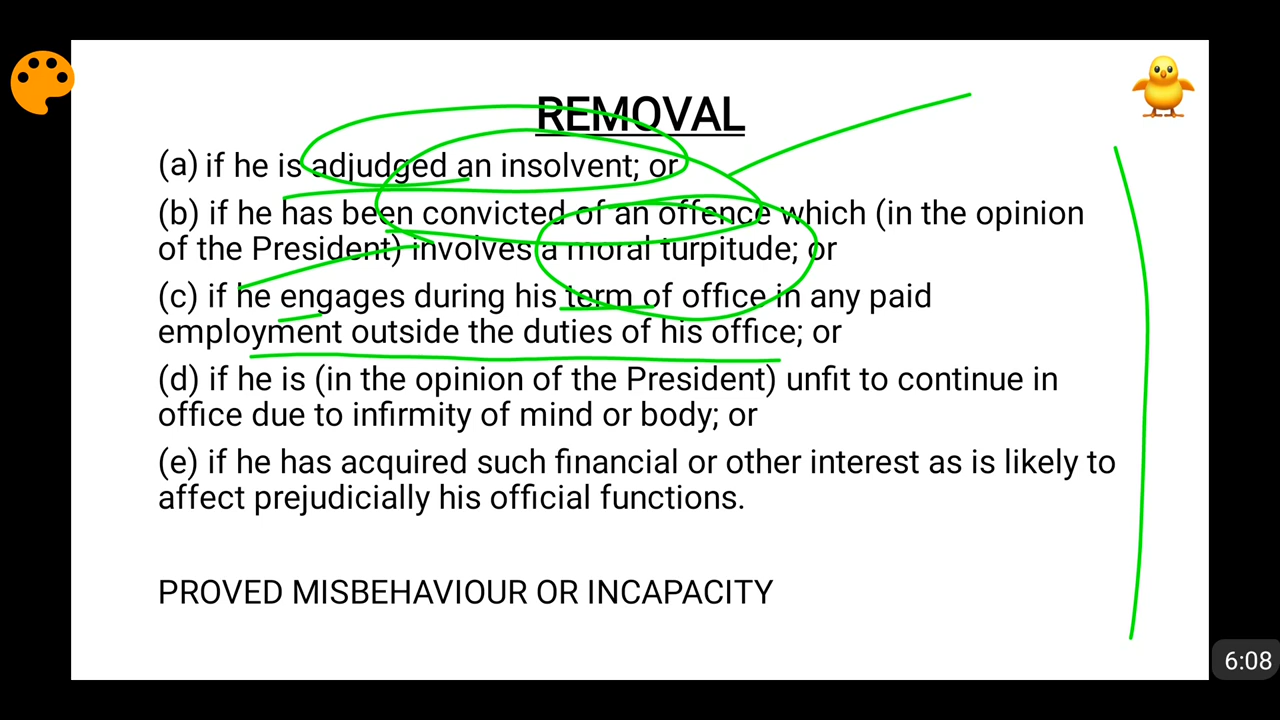 REMOVAL
(a) if he is adjudged an insolvent; or
(b) if he has been convicted of an offence which (in the opinion
of the President) involves a moral turpitude; or
(c) if he engages during his term of office in any paid
employment outside the duties of his office; or
(d) if he is (in the opinion of the President) unfit to continue in
office due to infirmity of mind or body; or
(e) if he has acquired such financial or other interest as is likely to
affect prejudicially his official functions.
PROVED MISBEHAVIOUR OR INCAPACITY
6:08